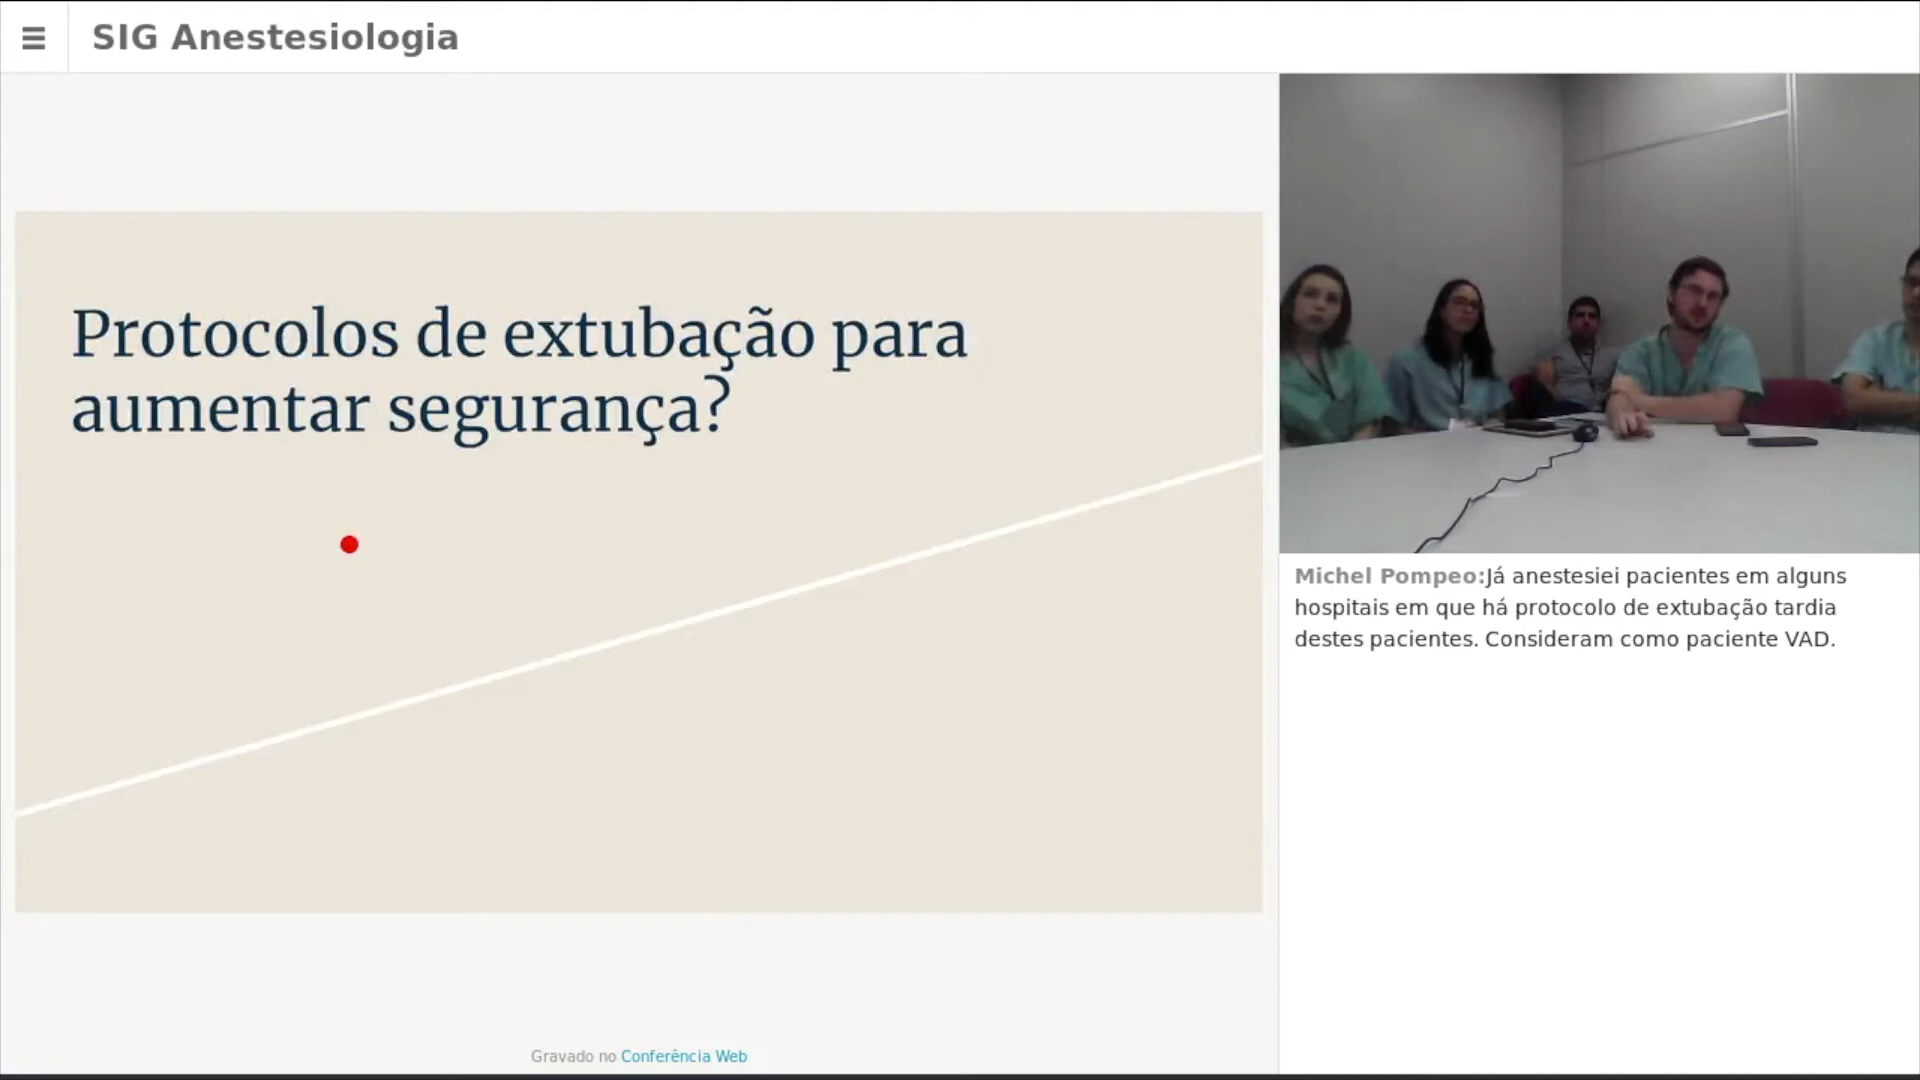 SIG Anestesiologia
Protocolos de extubação para
aumentar segurança?
Michel Pompeo:Já anestesiei pacientes em alguns
hospitais em que há protocolo de extubação tardia
destes pacientes. Consideram como paciente VAD.
Gravado no Conferência Web